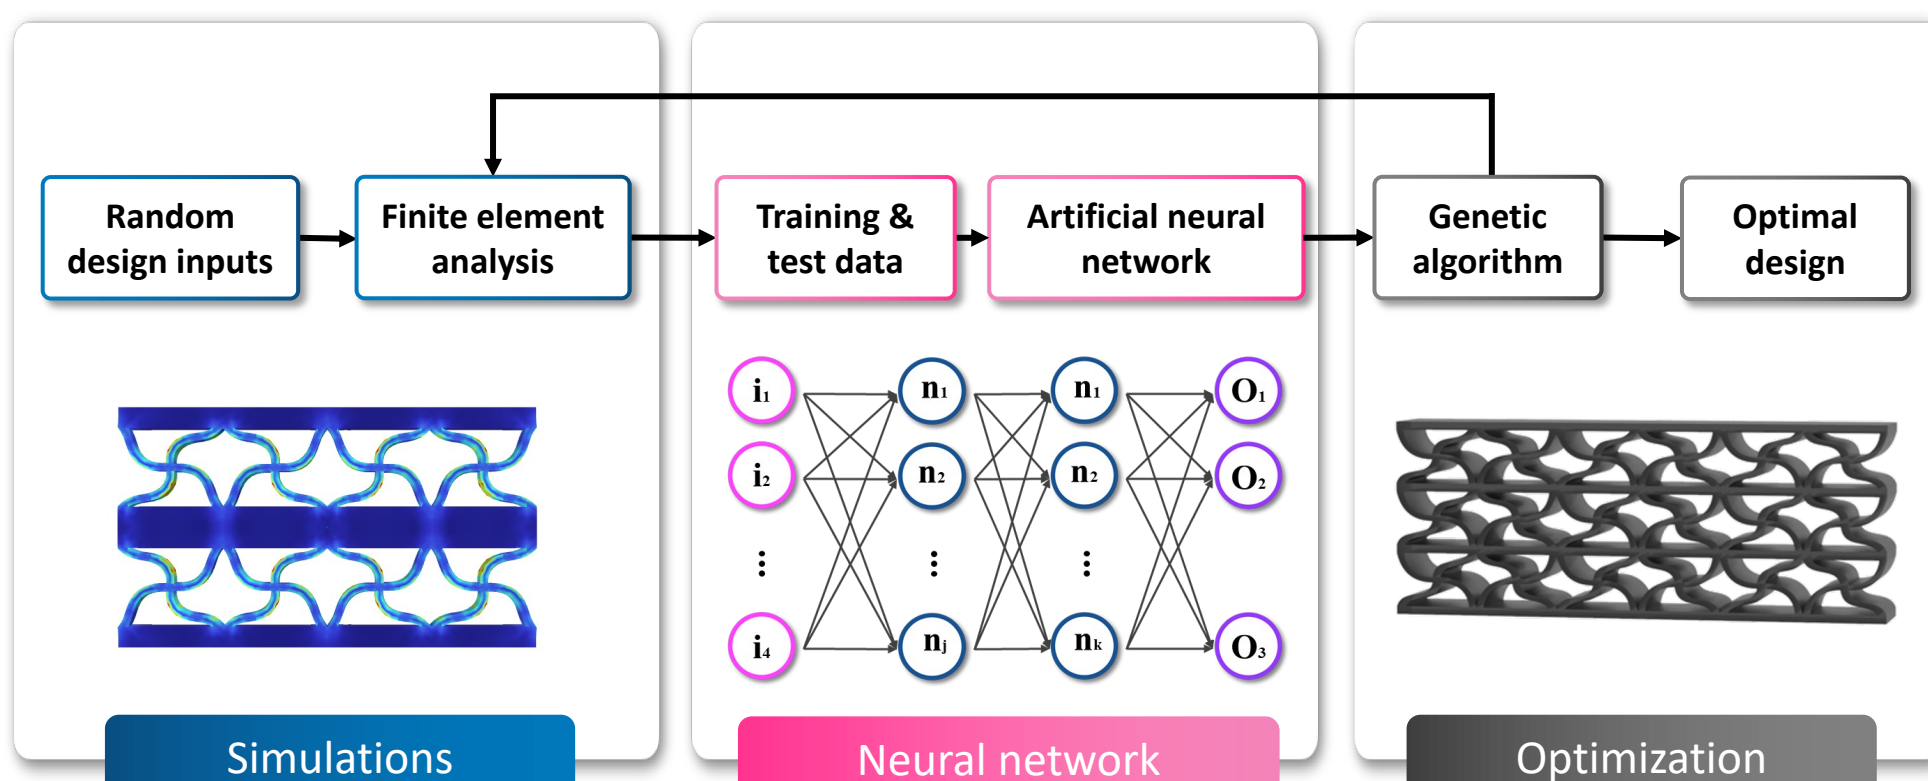 Random
design inputs
Finite element
analysis
Training &
test data
Artificial neural
network
Genetic
algorithm
Optimal
design
i₁
n₁
n₁
O₁
i₂
n₂
n₂
O₂
⋮
⋮
⋮
i₄
nⱼ
nₖ
O₃
Simulations
Neural network
Optimization